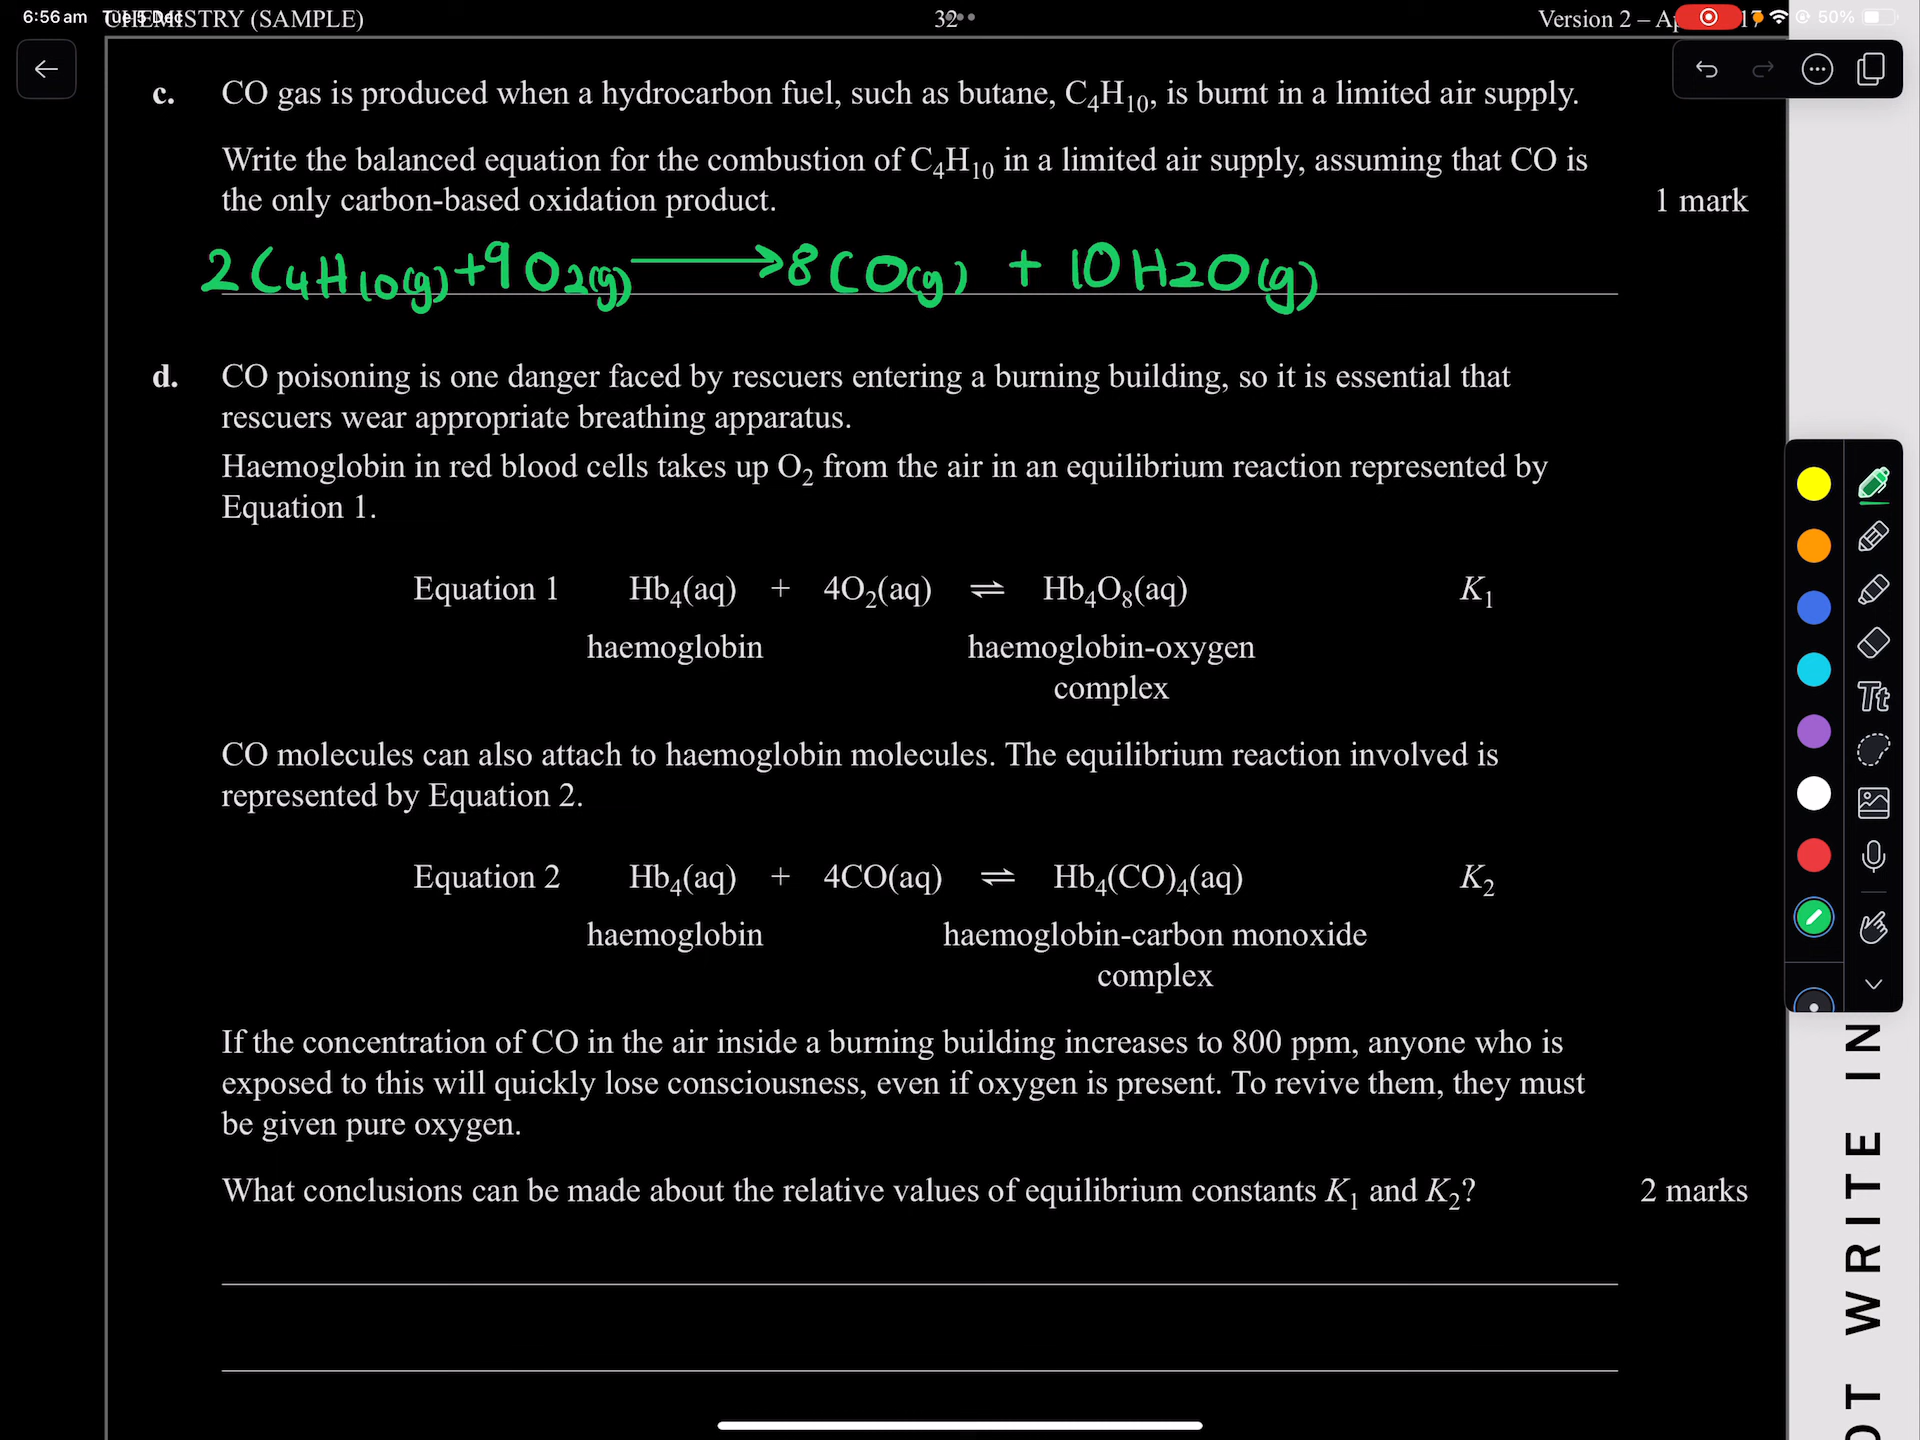 6:56 am Tue 5 Dec
CHEMISTRY (SAMPLE) 32 Version 2 – A 17 50%
c. CO gas is produced when a hydrocarbon fuel, such as butane, C₄H₁₀, is burnt in a limited air supply.
Write the balanced equation for the combustion of C₄H₁₀ in a limited air supply, assuming that CO is
the only carbon-based oxidation product. 1 mark
2C4H10(g) + 9O2(g) ⟶ 8CO(g) + 10H2O(g)
d. CO poisoning is one danger faced by rescuers entering a burning building, so it is essential that
rescuers wear appropriate breathing apparatus.
Haemoglobin in red blood cells takes up O₂ from the air in an equilibrium reaction represented by
Equation 1.
Equation 1 Hb₄(aq) + 4O₂(aq) ⇌ Hb₄O₈(aq) K₁
haemoglobin haemoglobin-oxygen
complex
CO molecules can also attach to haemoglobin molecules. The equilibrium reaction involved is
represented by Equation 2.
Equation 2 Hb₄(aq) + 4CO(aq) ⇌ Hb₄(CO)₄(aq) K₂
haemoglobin haemoglobin-carbon monoxide
complex
If the concentration of CO in the air inside a burning building increases to 800 ppm, anyone who is
exposed to this will quickly lose consciousness, even if oxygen is present. To revive them, they must
be given pure oxygen.
What conclusions can be made about the relative values of equilibrium constants K₁ and K₂? 2 marks
Tt
OT WRITE IN